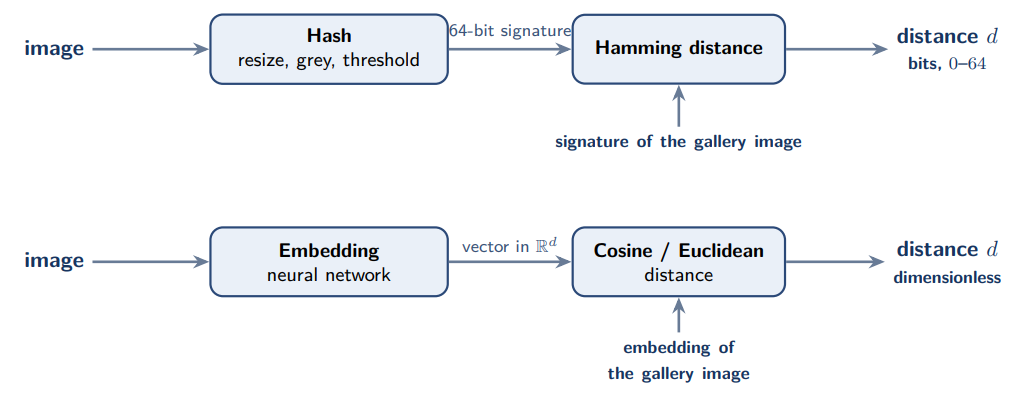 image
Hash
resize, grey, threshold
64-bit signature
Hamming distance
distance d
bits, 0–64
signature of the gallery image
image
Embedding
neural network
vector in ℝᵈ
Cosine / Euclidean
distance
distance d
dimensionless
embedding of
the gallery image